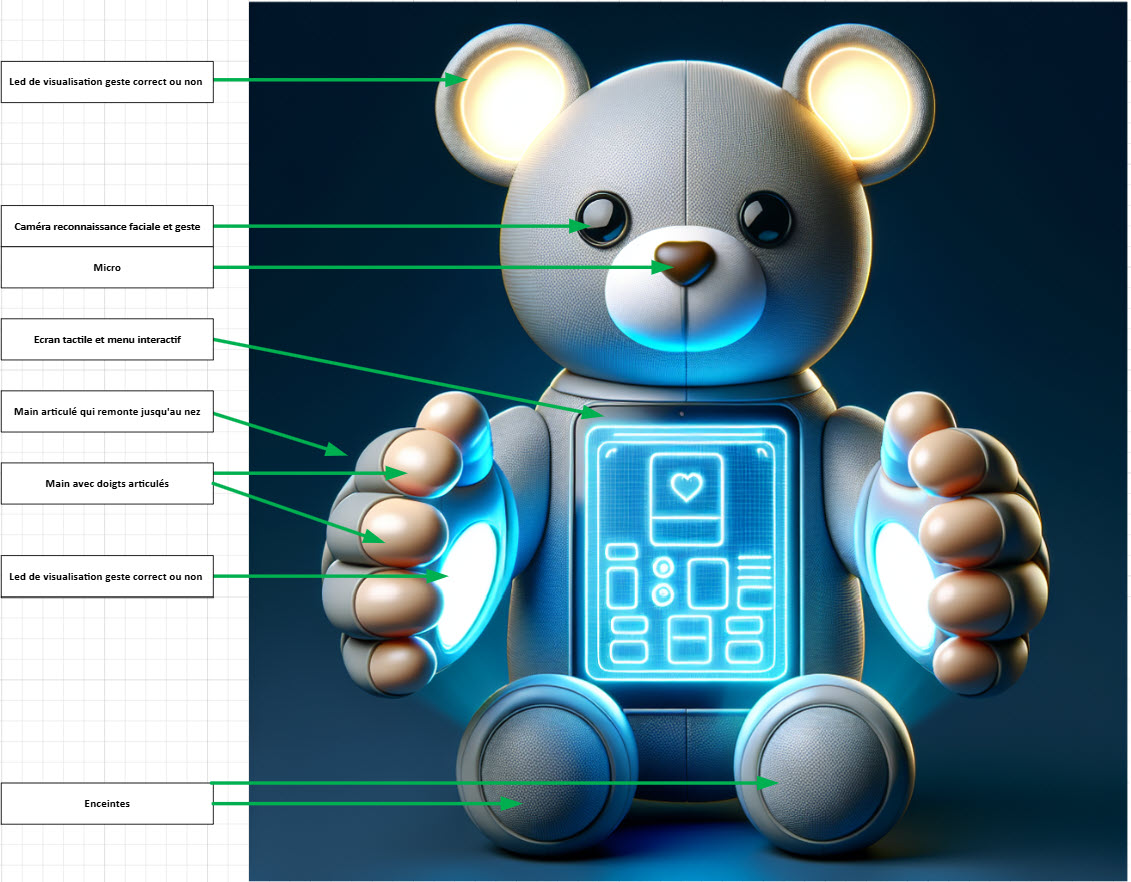 Led de visualisation geste correct ou non
Caméra reconnaissance faciale et geste
Micro
Ecran tactile et menu interactif
Main articulé qui remonte jusqu'au nez
Main avec doigts articulés
Led de visualisation geste correct ou non
Enceintes